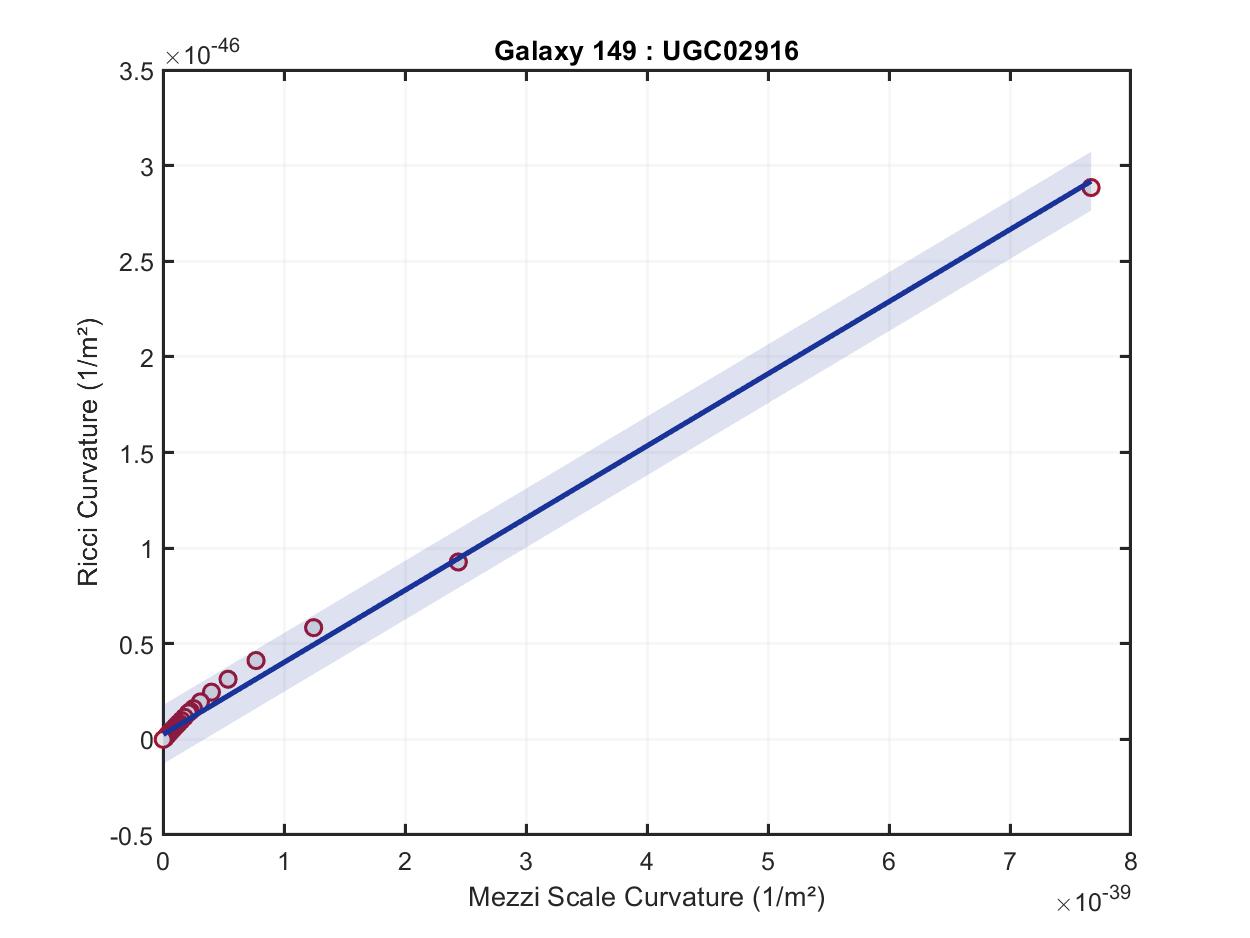 ×10⁻⁴⁶
Galaxy 149 : UGC02916
3.5
3
2.5
2
1.5
1
0.5
0
-0.5
Ricci Curvature (1/m²)
0 1 2 3 4 5 6 7 8
Mezzi Scale Curvature (1/m²)
×10⁻³⁹